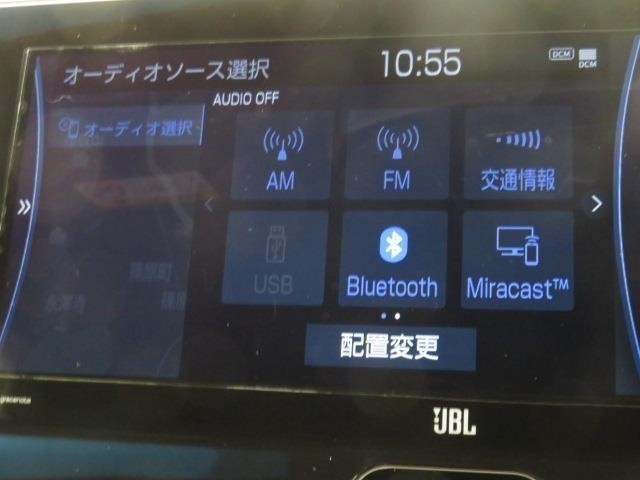 オーディオソース選択
10:55
DCM
DCM
AUDIO OFF
オーディオ選択
AM
FM
交通情報
»
USB
Bluetooth
Miracast™
配置変更
gracenote
JBL